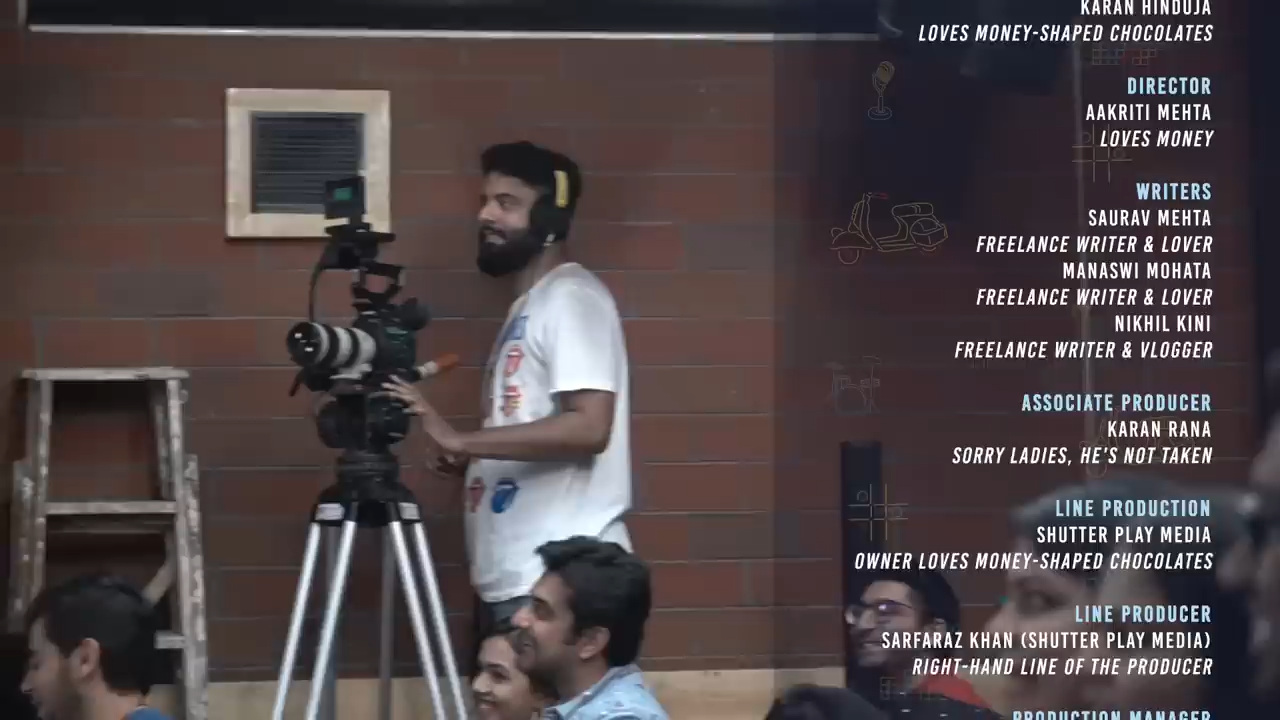 KARAN HINDUJA
LOVES MONEY-SHAPED CHOCOLATES
DIRECTOR
AAKRITI MEHTA
LOVES MONEY
WRITERS
SAURAV MEHTA
FREELANCE WRITER & LOVER
MANASWI MOHATA
FREELANCE WRITER & LOVER
NIKHIL KINI
FREELANCE WRITER & VLOGGER
ASSOCIATE PRODUCER
KARAN RANA
SORRY LADIES, HE'S NOT TAKEN
LINE PRODUCTION
SHUTTER PLAY MEDIA
OWNER LOVES MONEY-SHAPED CHOCOLATES
LINE PRODUCER
SARFARAZ KHAN (SHUTTER PLAY MEDIA)
RIGHT-HAND LINE OF THE PRODUCER
PRODUCTION MANAGER